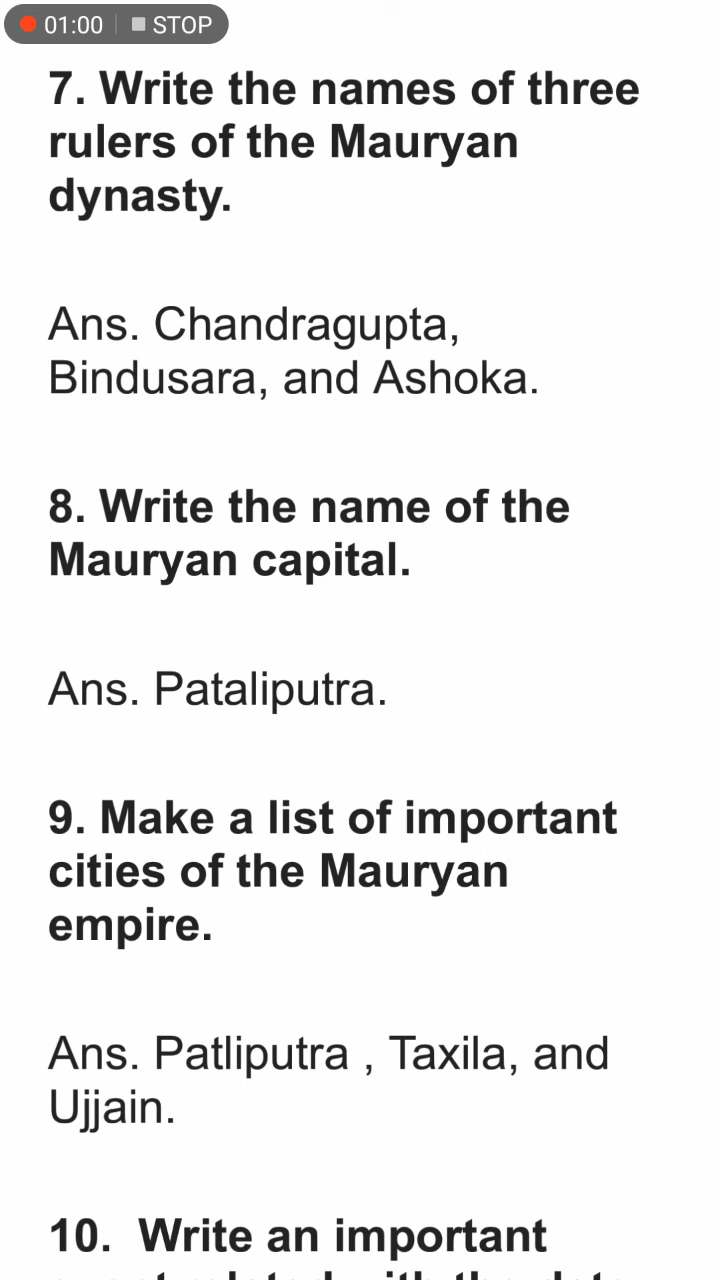 01:00 STOP
7. Write the names of three
rulers of the Mauryan
dynasty.
Ans. Chandragupta,
Bindusara, and Ashoka.
8. Write the name of the
Mauryan capital.
Ans. Pataliputra.
9. Make a list of important
cities of the Mauryan
empire.
Ans. Patliputra , Taxila, and
Ujjain.
10. Write an important